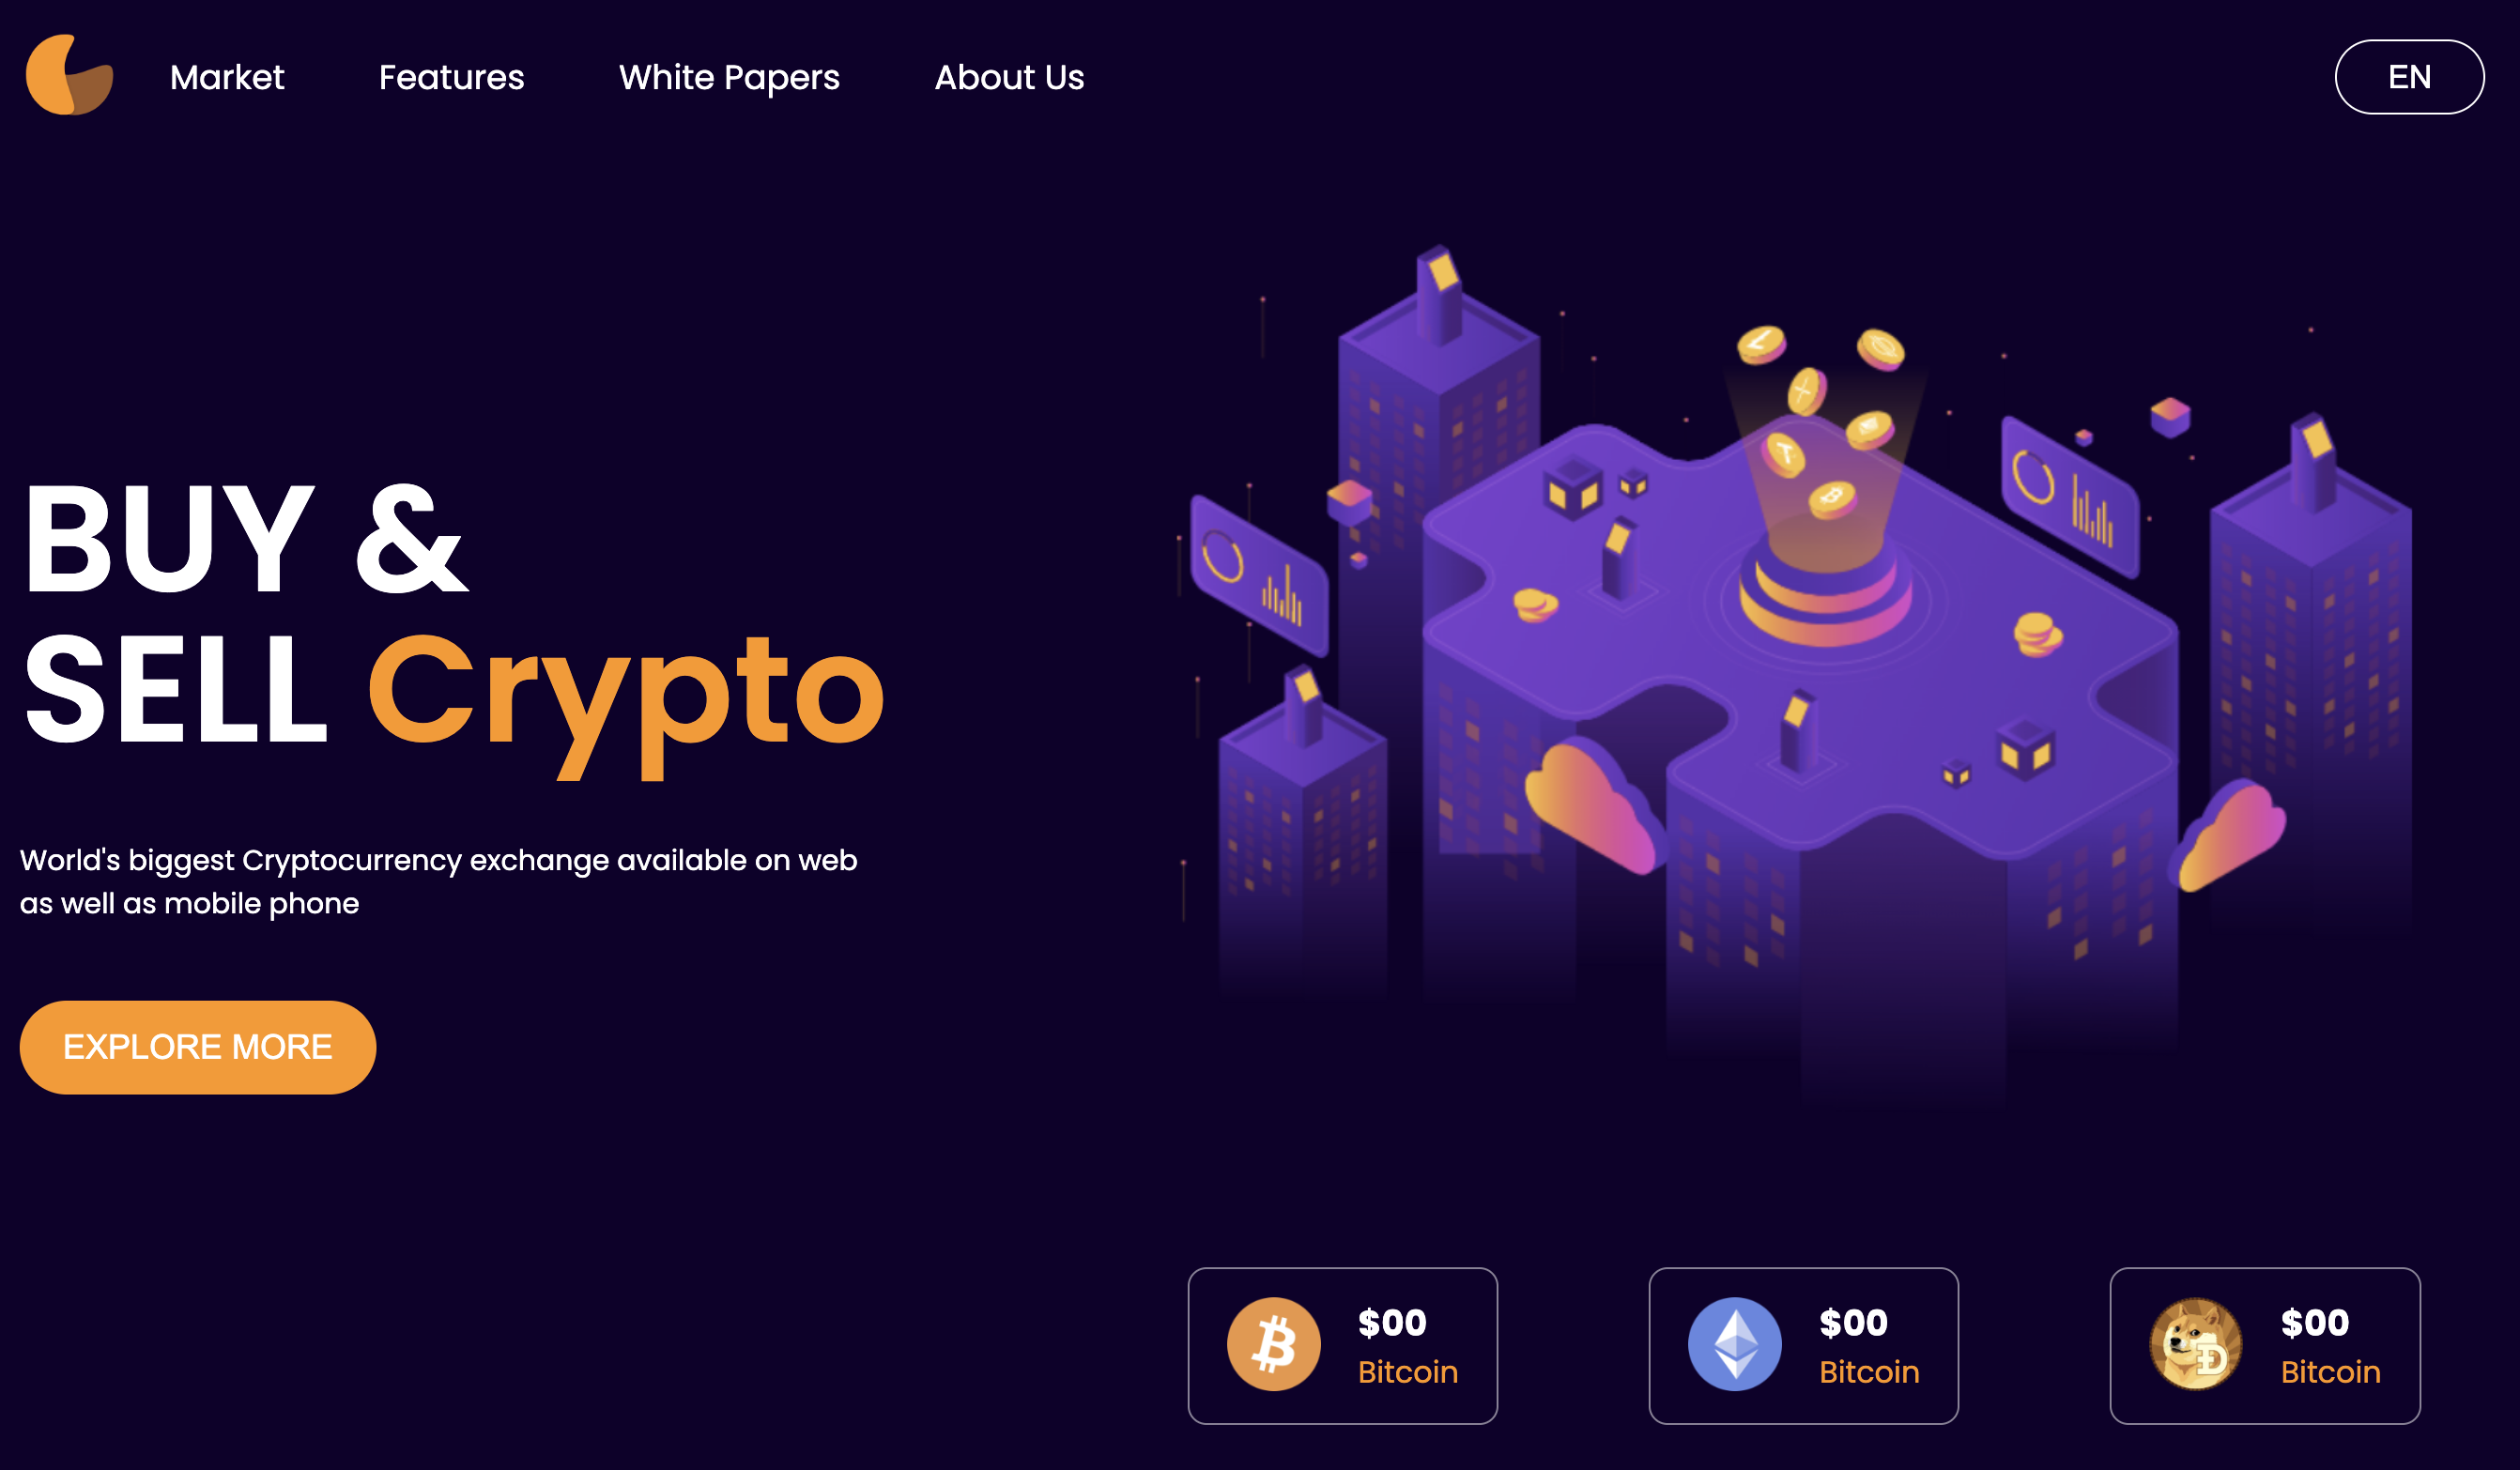 Market Features White Papers About Us EN
BUY &
SELL Crypto
World's biggest Cryptocurrency exchange available on web
as well as mobile phone
EXPLORE MORE
$00 $00 $00
Bitcoin Bitcoin Bitcoin